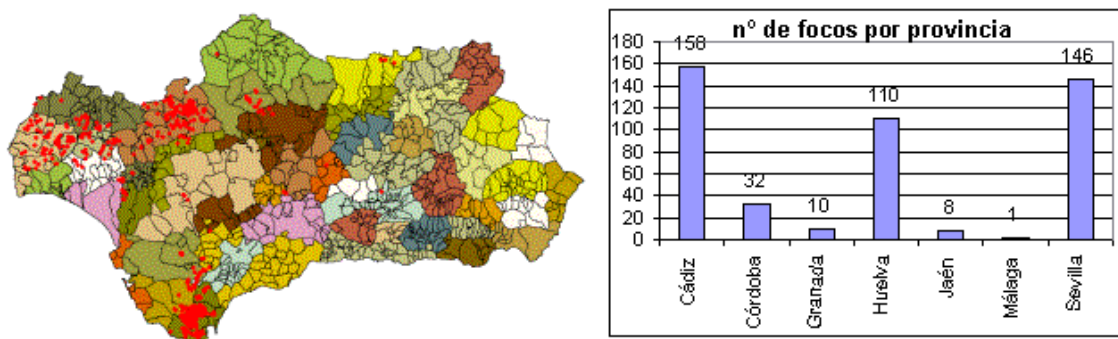 nº de focos por provincia
180
160
140
120
100
80
60
40
20
0
158
32
10
110
8
1
146
Cádiz
Córdoba
Granada
Huelva
Jaén
Málaga
Sevilla